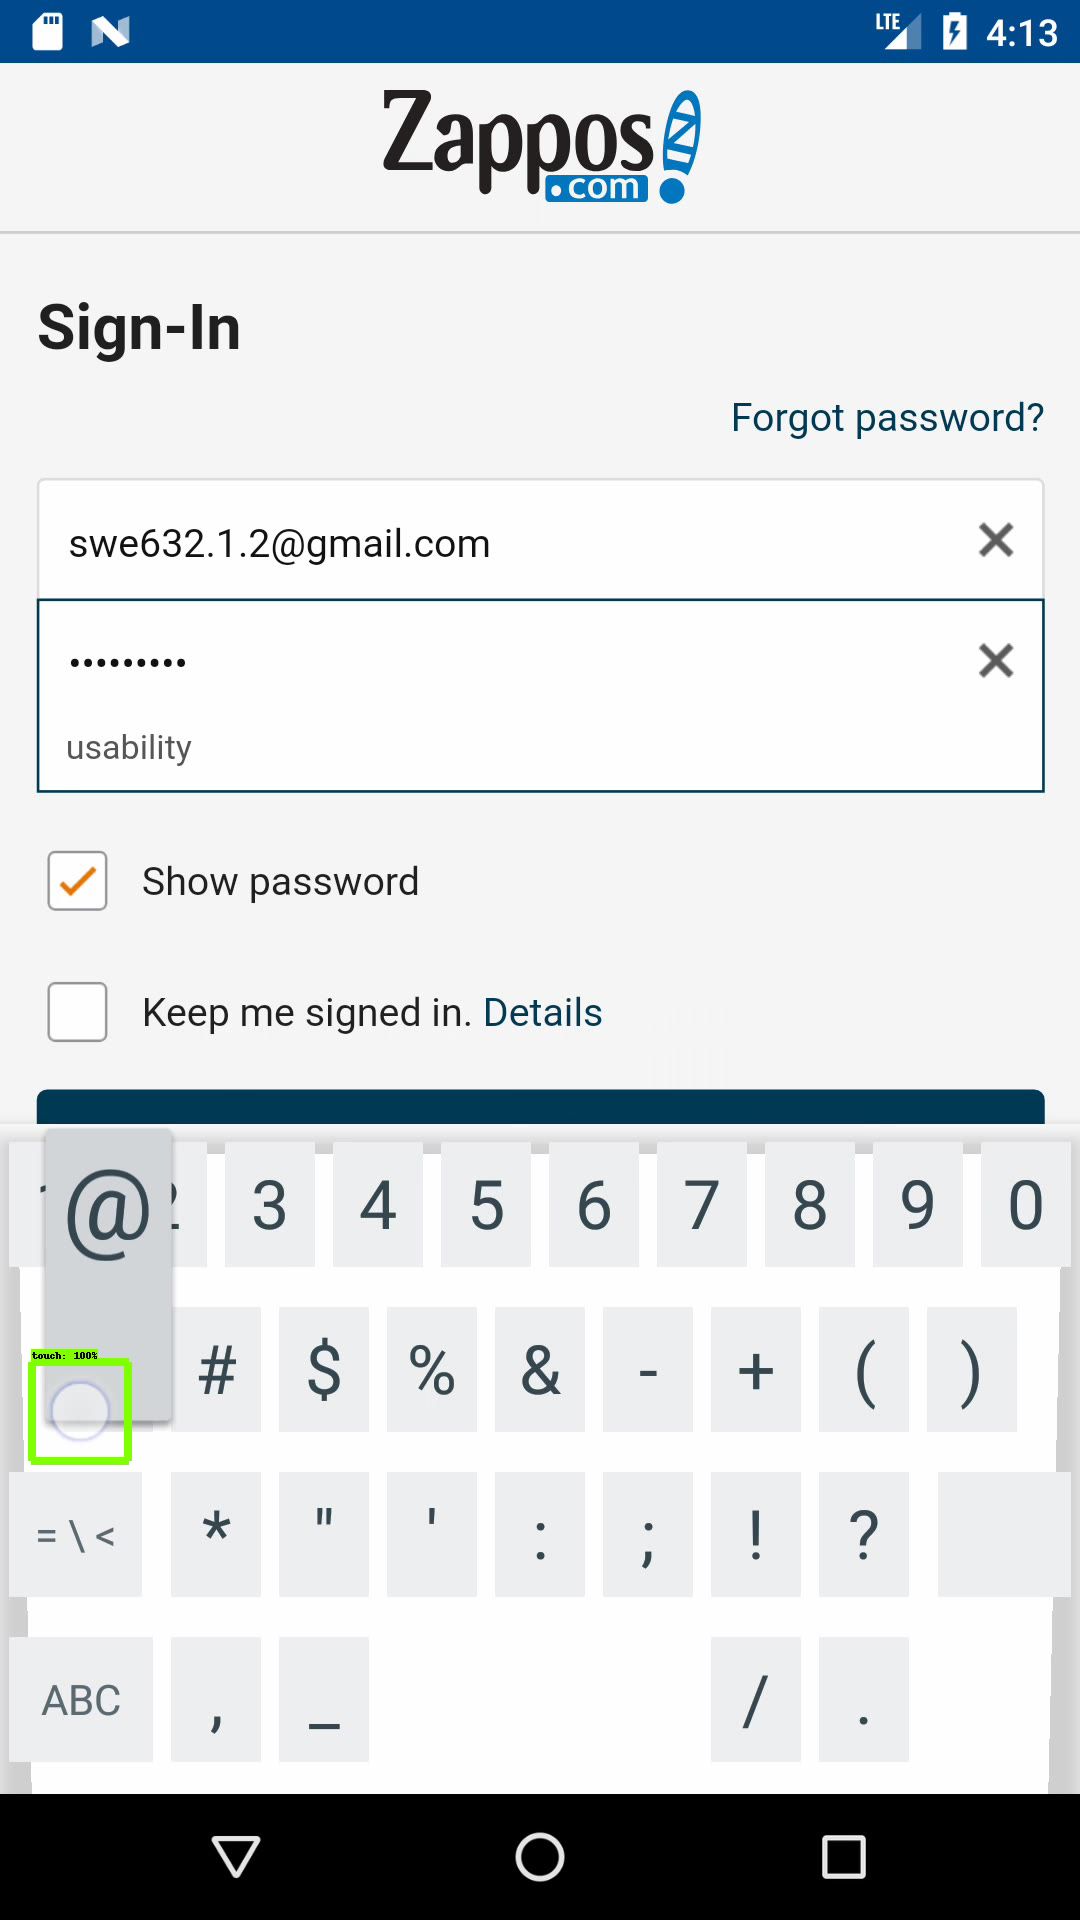 LTE 4:13
Zappos
.com
Sign-In
Forgot password?
swe632.1.2@gmail.com
•••••••••
usability
Show password
Keep me signed in. Details
@ 2 3 4 5 6 7 8 9 0
touch: 100%
# $ % & - + ( )
= \ < * " ' : ; ! ?
ABC , _ / .